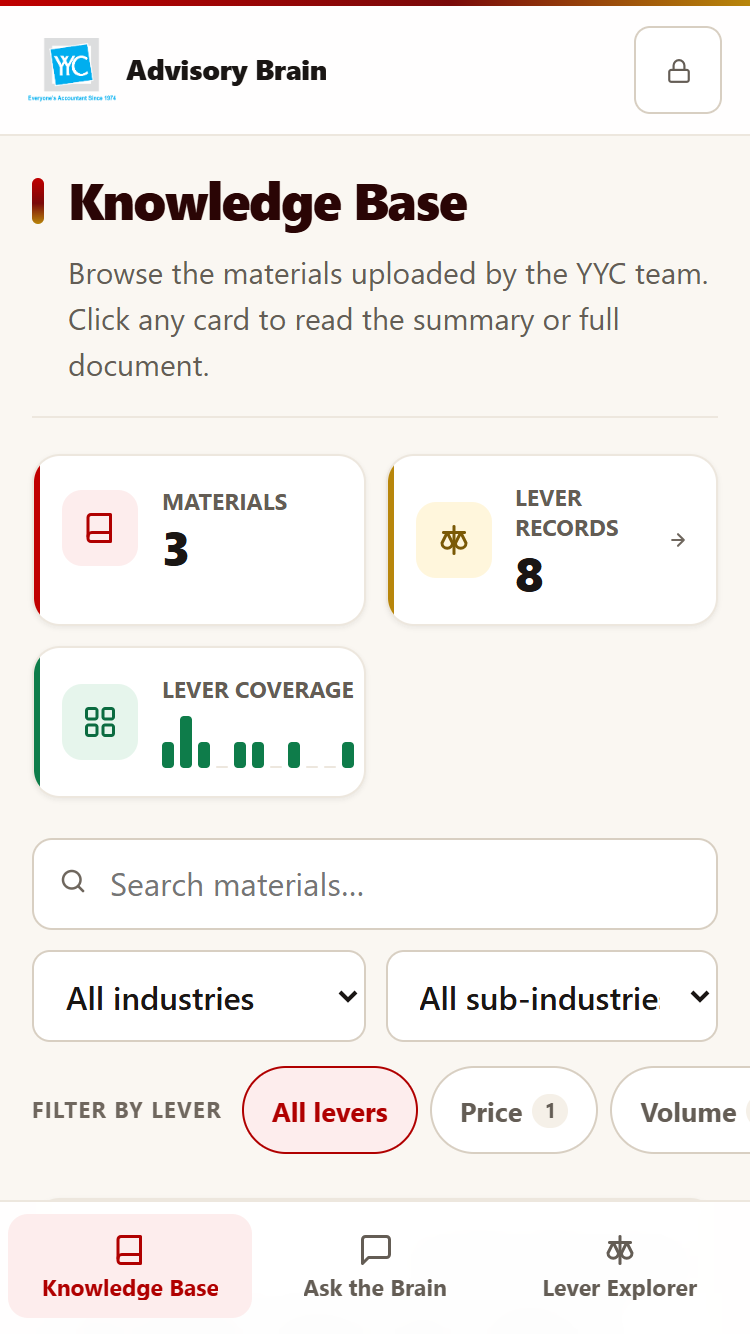 YYC
Everyone's Accountant Since 1974
Advisory Brain
Knowledge Base
Browse the materials uploaded by the YYC team.
Click any card to read the summary or full
document.
MATERIALS
3
LEVER
RECORDS
8
LEVER COVERAGE
Search materials...
All industries
All sub-industries
FILTER BY LEVER
All levers
Price 1
Volume
Knowledge Base
Ask the Brain
Lever Explorer